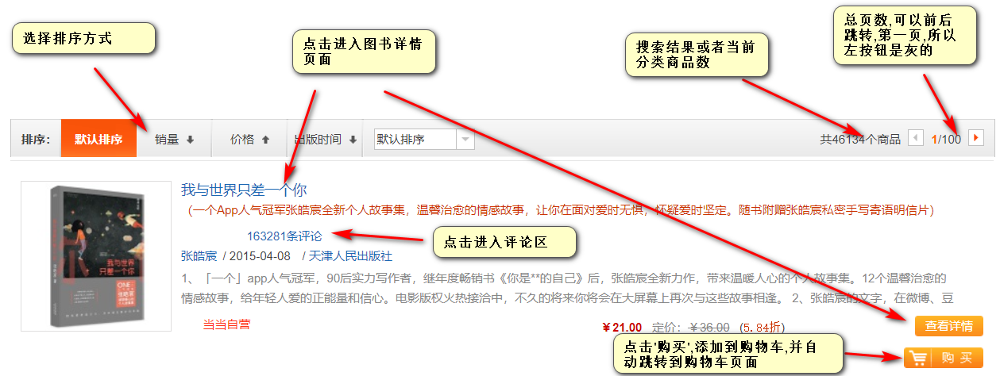 选择排序方式
点击进入图书详情
页面
搜索结果或者当前
分类商品数
总页数,可以前后
跳转,第一页,所以
左按钮是灰的
排序： 默认排序 销量 价格 出版时间 默认排序 共46134个商品 1/100
我与世界只差一个你
(一个App人气冠军张皓宸全新个人故事集，温馨治愈的情感故事，让你在面对爱时无惧，怀疑爱时坚定。随书附赠张皓宸私密手写寄语明信片)
163281条评论
点击进入评论区
张皓宸 / 2015-04-08 / 天津人民出版社
1、「一个」app人气冠军，90后实力写作者，继年度畅销书《你是**的自己》后，张皓宸全新力作，带来温暖人心的个人故事集。12个温馨治愈的
情感故事，给年轻人爱的正能量和信心。电影版权火热接洽中，不久的将来你将会在大屏幕上再次与这些故事相逢。 2、张皓宸的文字，在微博、豆
当当自营
¥21.00 定价：¥36.00 (5.84折)
查看详情
点击'购买',添加到购物车,并自
动跳转到购物车页面
购 买
我与世界
只差一个你
ONE